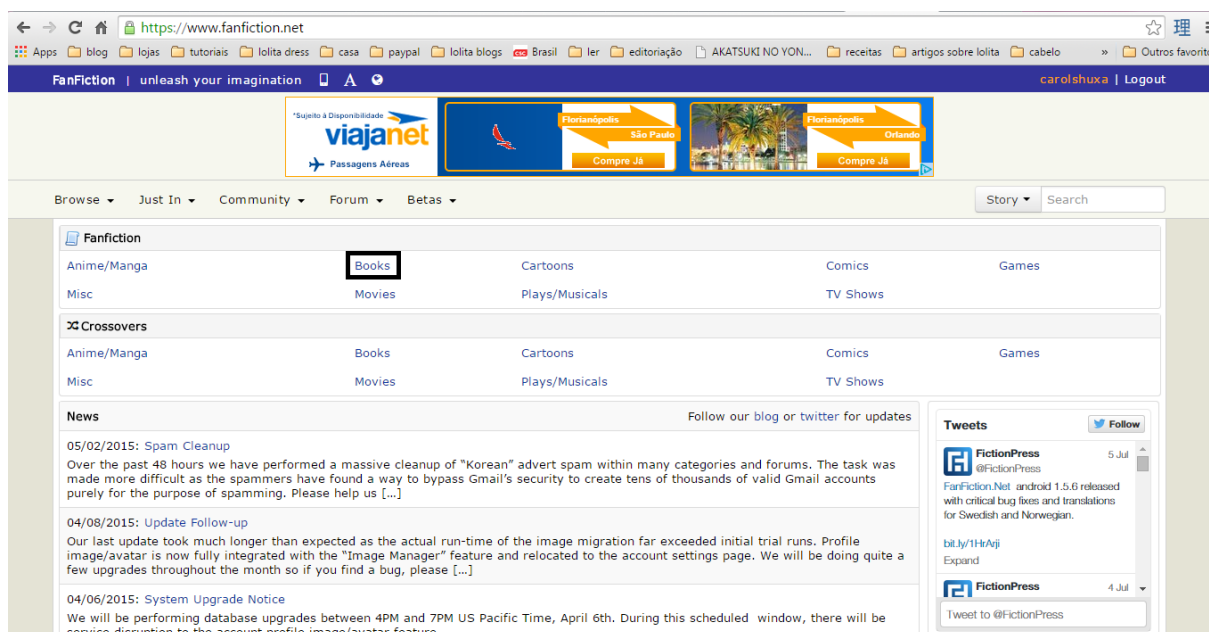 https://www.fanfiction.net
理
Apps blog lojas tutoriais lolita dress casa paypal lolita blogs csc Brasil ler editoriação AKATSUKI NO YON... receitas artigos sobre lolita cabelo » Outros favorito
FanFiction | unleash your imagination A carolshuxa | Logout
*Sujeito à Disponibilidade
viajanet
Passagens Aéreas
Florianópolis
São Paulo
Compre Já
Florianópolis
Orlando
Compre Já
Browse Just In Community Forum Betas Story Search
Fanfiction
Anime/Manga Books Cartoons Comics Games
Misc Movies Plays/Musicals TV Shows
Crossovers
Anime/Manga Books Cartoons Comics Games
Misc Movies Plays/Musicals TV Shows
News Follow our blog or twitter for updates
05/02/2015: Spam Cleanup
Over the past 48 hours we have performed a massive cleanup of "Korean" advert spam within many categories and forums. The task was
made more difficult as the spammers have found a way to bypass Gmail's security to create tens of thousands of valid Gmail accounts
purely for the purpose of spamming. Please help us [...]
04/08/2015: Update Follow-up
Our last update took much longer than expected as the actual run-time of the image migration far exceeded initial trial runs. Profile
image/avatar is now fully integrated with the "Image Manager" feature and relocated to the account settings page. We will be doing quite a
few upgrades throughout the month so if you find a bug, please [...]
04/06/2015: System Upgrade Notice
We will be performing database upgrades between 4PM and 7PM US Pacific Time, April 6th. During this scheduled window, there will be
service disruption to the account profile image/avatar feature.
Tweets Follow
FictionPress 5 Jul
@FictionPress
FanFiction.Net android 1.5.6 released
with critical bug fixes and translations
for Swedish and Norwegian.
bit.ly/1HrArji
Expand
FictionPress 4 Jul
Tweet to @FictionPress